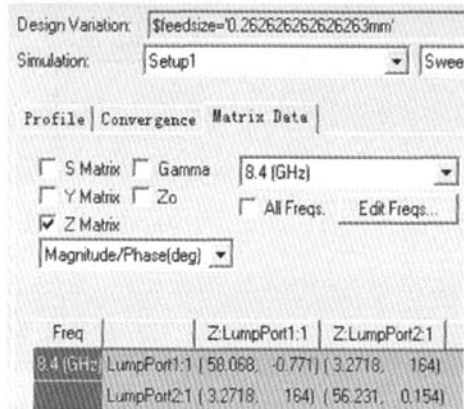 Design Variation: $feedsize='0.262626262626263mm'
Simulation: Setup1 Swee
Profile Convergence Matrix Data
S Matrix Gamma 8.4 (GHz)
Y Matrix Zo All Freqs. Edit Freqs...
Z Matrix
Magnitude/Phase(deg)
Freq Z:LumpPort1:1 Z:LumpPort2:1
8.4 (GHz) LumpPort1:1 ( 58.068, -0.771) ( 3.2718, 164)
LumpPort2:1 ( 3.2718, 164) ( 56.231, 0.154)